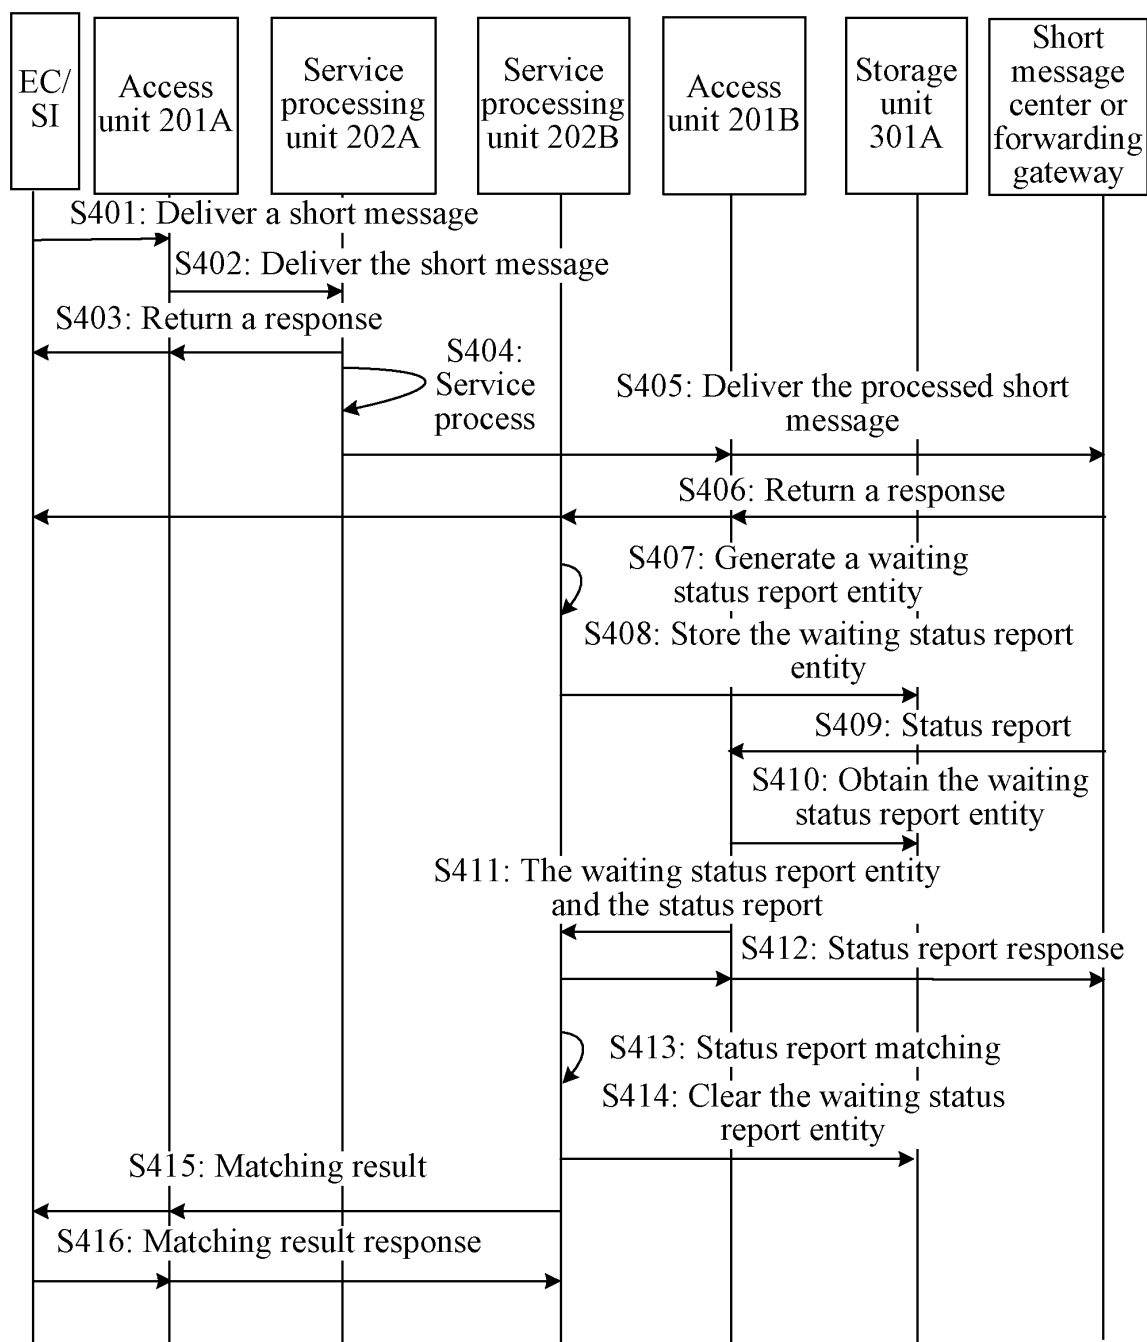 EC/
SI
Access
unit 201A
Service
processing
unit 202A
Service
processing
unit 202B
Access
unit 201B
Storage
unit
301A
Short
message
center or
forwarding
gateway
S401: Deliver a short message
S402: Deliver the short message
S403: Return a response
S404:
Service
process
S405: Deliver the processed short
message
S406: Return a response
S407: Generate a waiting
status report entity
S408: Store the waiting status report
entity
S409: Status report
S410: Obtain the waiting
status report entity
S411: The waiting status report entity
and the status report
S412: Status report response
S413: Status report matching
S414: Clear the waiting status
report entity
S415: Matching result
S416: Matching result response